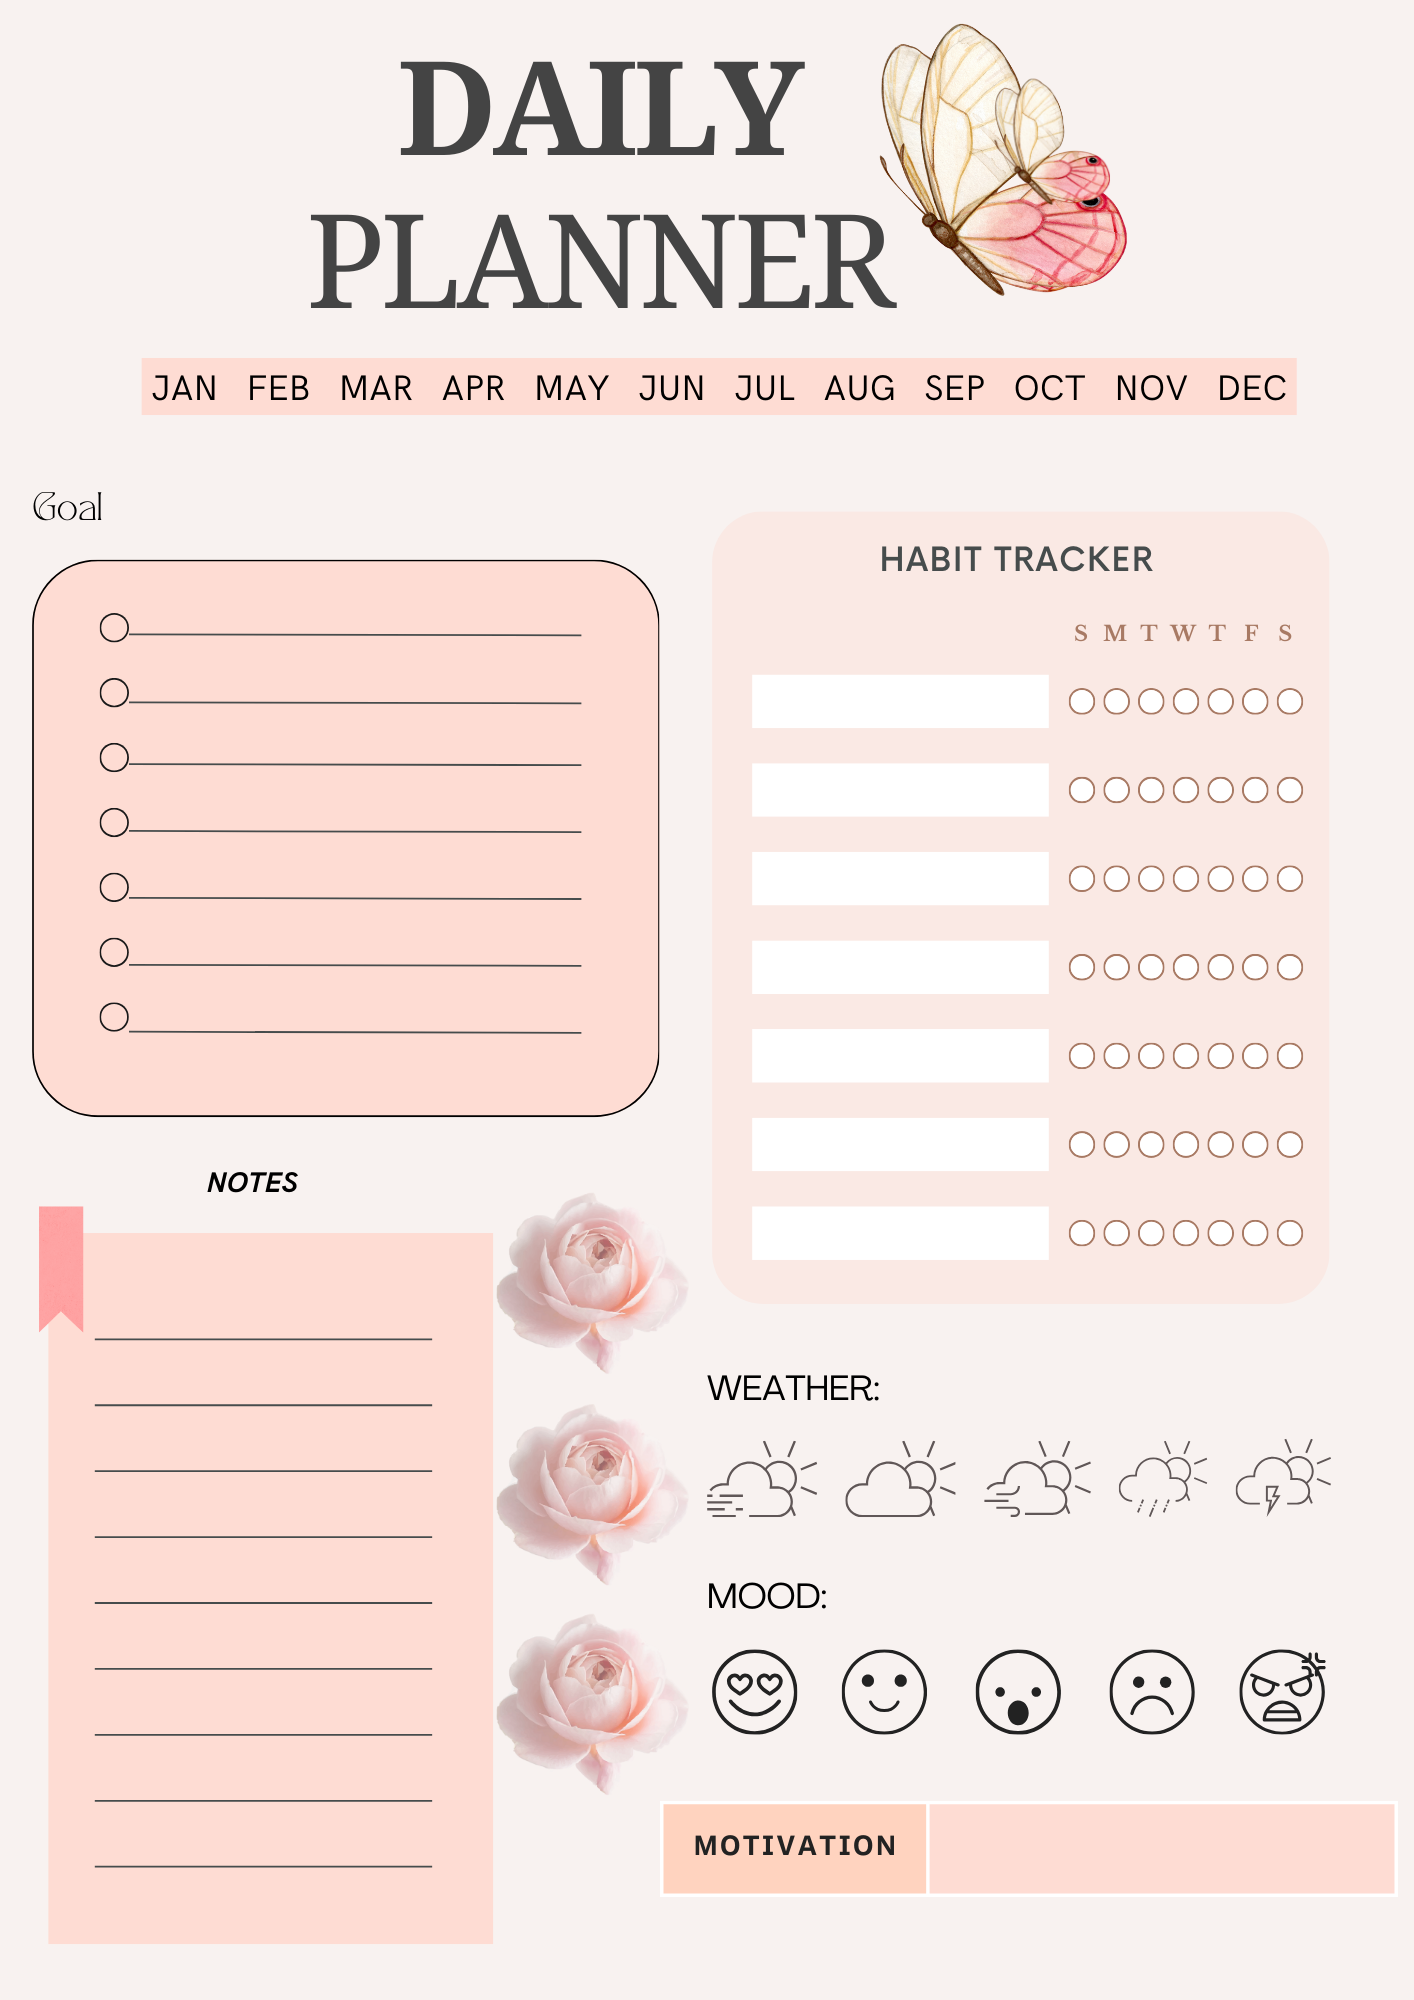 DAILY
PLANNER
JAN FEB MAR APR MAY JUN JUL AUG SEP OCT NOV DEC
Goal
HABIT TRACKER
S M T W T F S
NOTES
WEATHER:
MOOD:
MOTIVATION